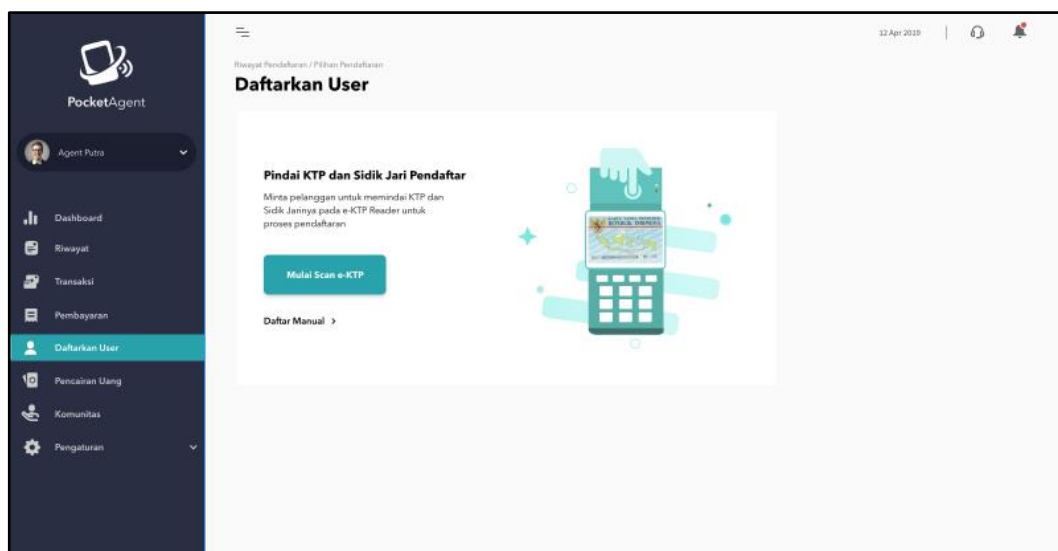 12 Apr 2019
PocketAgent
Agent Putra
Dashboard
Riwayat
Transaksi
Pembayaran
Daftarkan User
Pencairan Uang
Komunitas
Pengaturan
Riwayat Pendaftaran / Pilihan Pendaftaran
Daftarkan User
Pindai KTP dan Sidik Jari Pendaftar
Minta pelanggan untuk memindai KTP dan
Sidik Jarinya pada e-KTP Reader untuk
proses pendaftaran
Mulai Scan e-KTP
Daftar Manual >
REPUBLIK INDONESIA